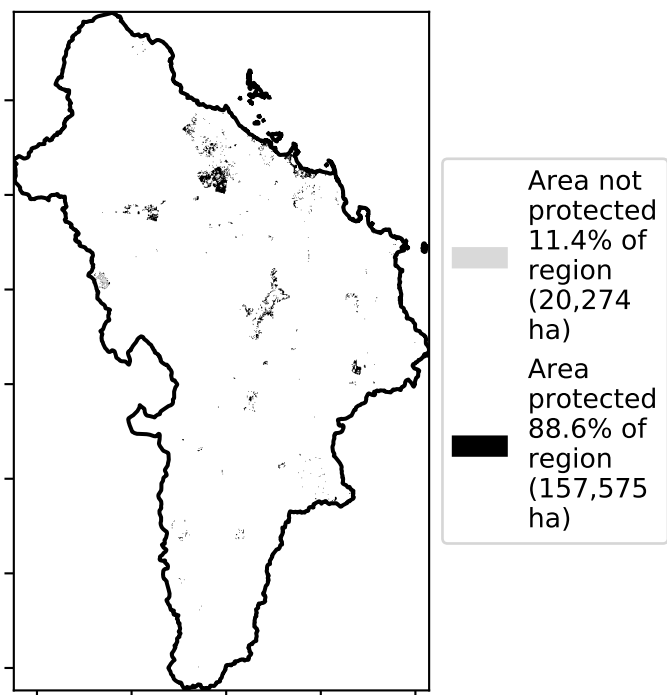 Area not
protected
11.4% of
region
(20,274
ha)
Area
protected
88.6% of
region
(157,575
ha)